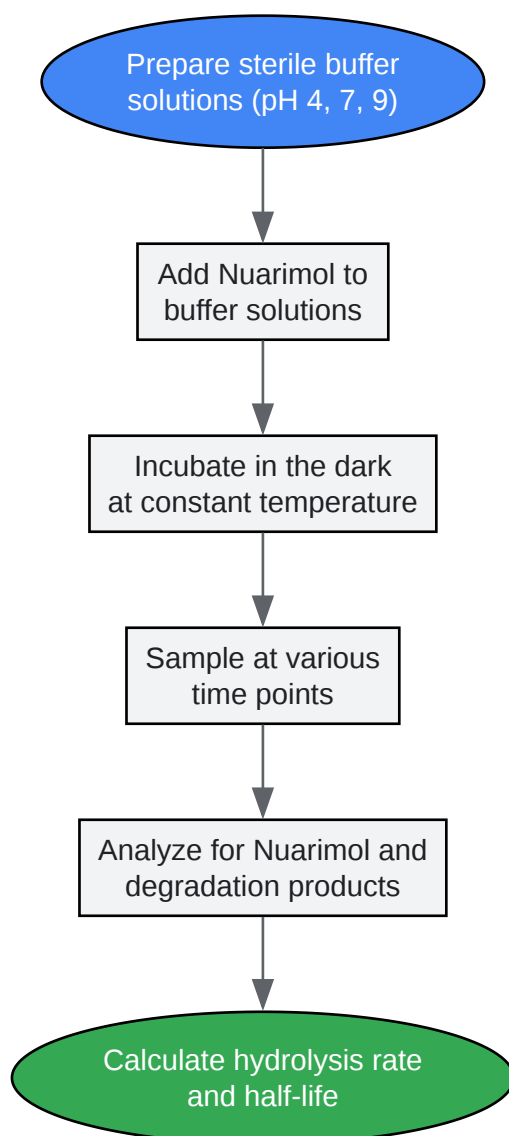 Prepare sterile buffer
solutions (pH 4, 7, 9)
Add Nuarimol to
buffer solutions
Incubate in the dark
at constant temperature
Sample at various
time points
Analyze for Nuarimol and
degradation products
Calculate hydrolysis rate
and half-life